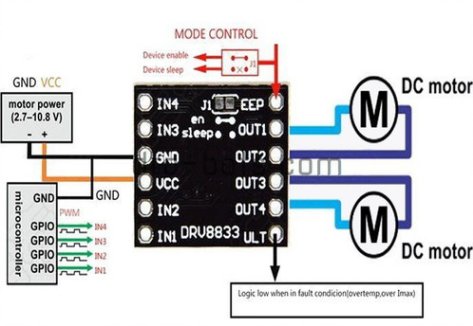 MODE CONTROL
Device enable
Device sleep
J1
GND VCC
motor power
(2.7~10.8 V)
- +
GND
microcontroller
GND
PWM
GPIO IN4
GPIO IN3
GPIO IN2
GPIO IN1
IN4 J1 EEP
en
IN3 sleep OUT1
GND OUT2
VCC OUT3
IN2 OUT4
IN1 DRV8833 ULT
M
DC motor
M
DC motor
Logic low when in fault condicion(overtemp,over Imax)